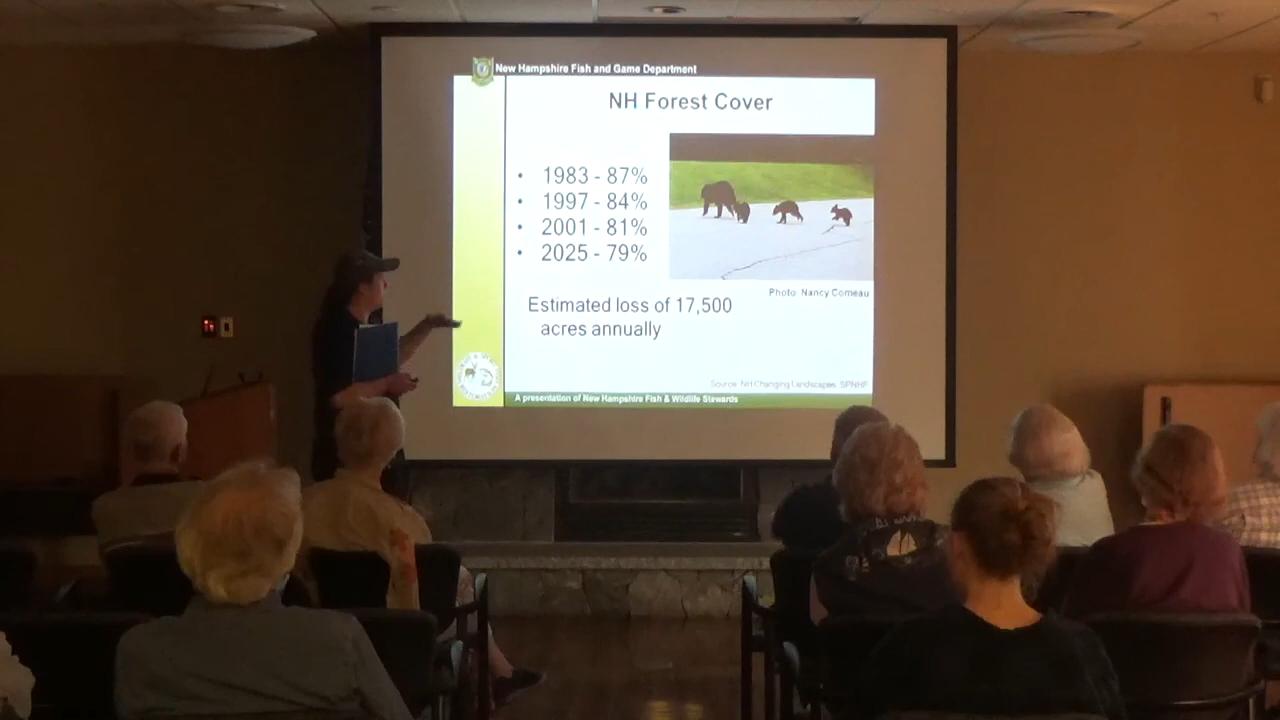 New Hampshire Fish and Game Department
NH Forest Cover
• 1983 - 87%
• 1997 - 84%
• 2001 - 81%
• 2025 - 79%
Photo: Nancy Comeau
Estimated loss of 17,500
acres annually
Source: NH Changing Landscapes, SPNHF
A presentation of New Hampshire Fish & Wildlife Stewards